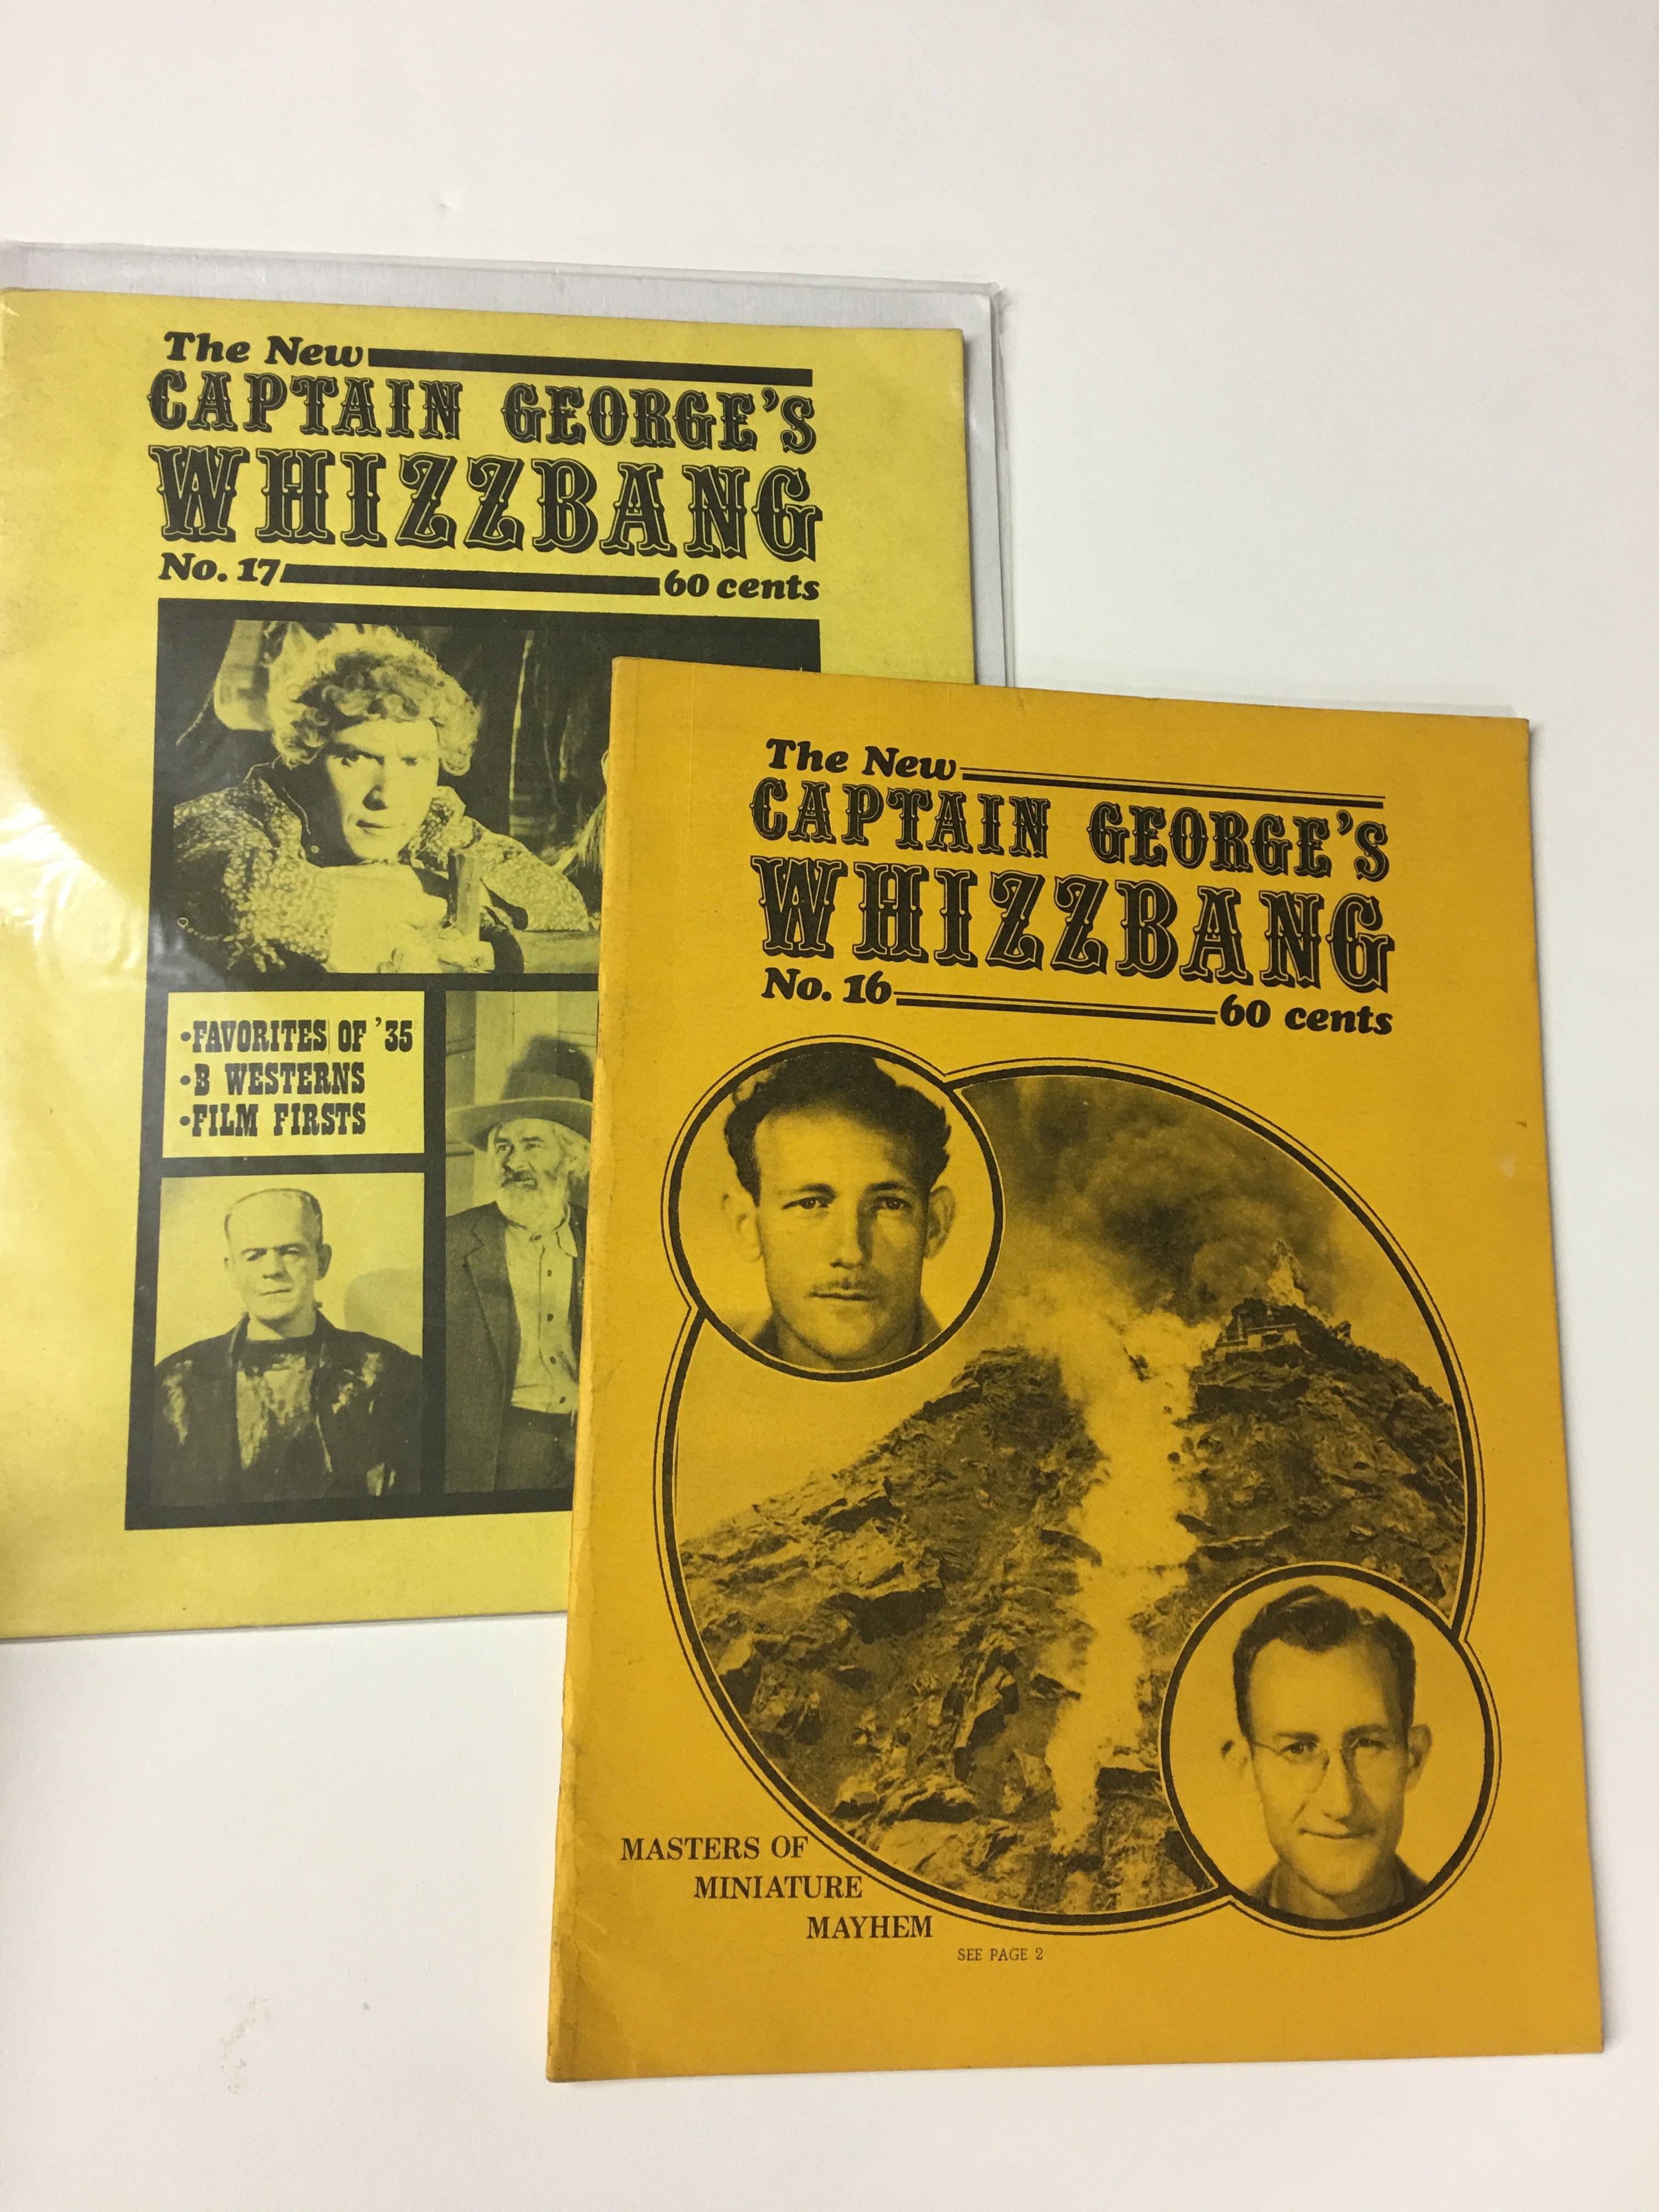 The New
CAPTAIN GEORGE'S
WHIZZBANG
No. 17 60 cents
•FAVORITES OF '35
•B WESTERNS
•FILM FIRSTS
The New
CAPTAIN GEORGE'S
WHIZZBANG
No. 16 60 cents
MASTERS OF
MINIATURE
MAYHEM
SEE PAGE 2